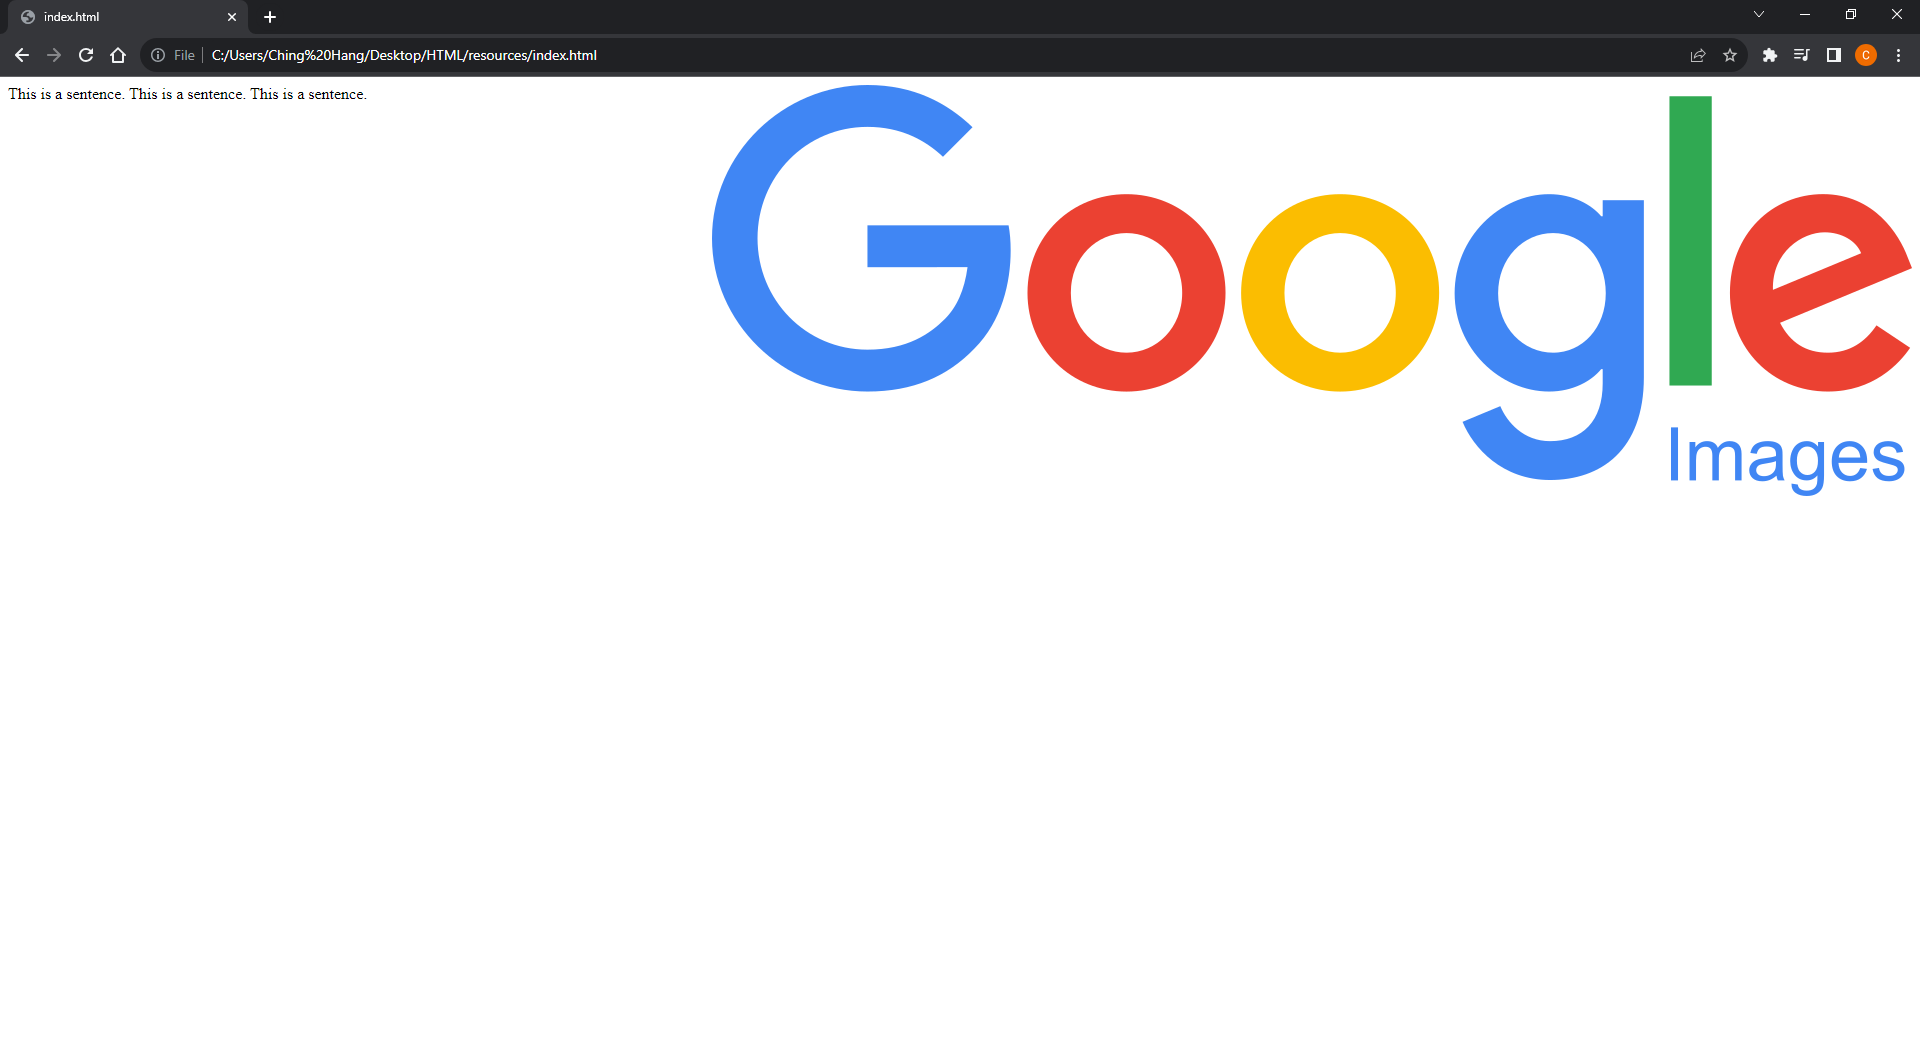 index.html
File
C:/Users/Ching%20Hang/Desktop/HTML/resources/index.html
C
This is a sentence. This is a sentence. This is a sentence.
Google
Images